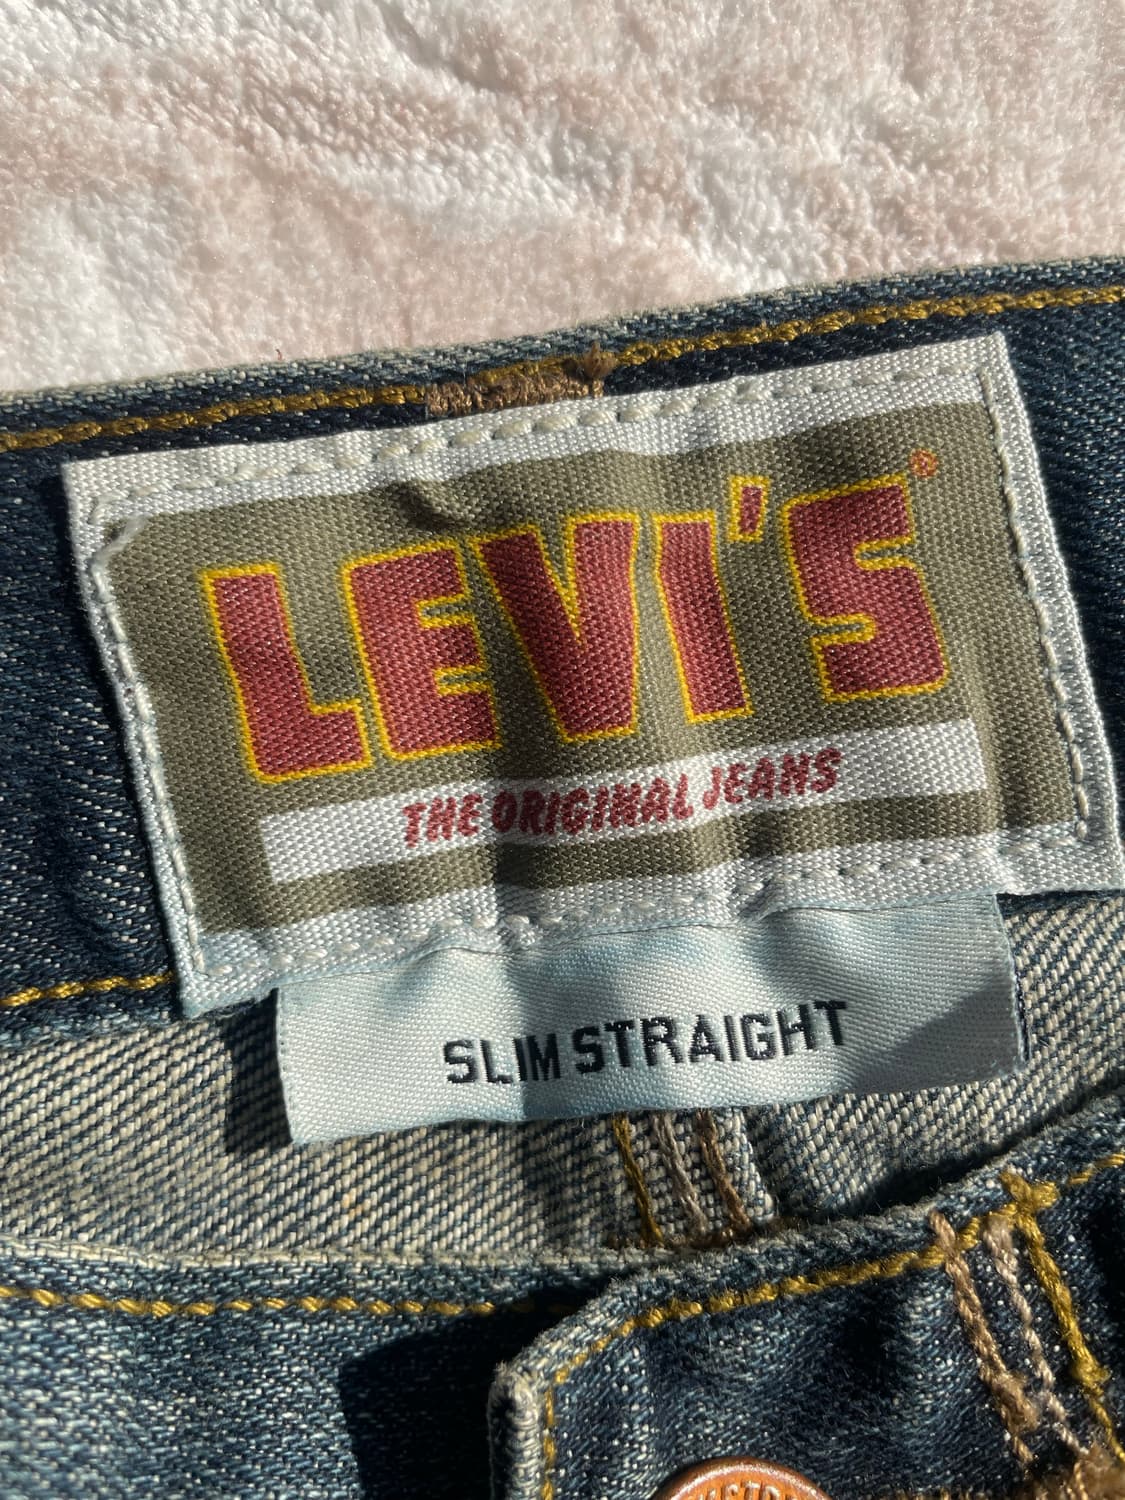 LEVI'S®
THE ORIGINAL JEANS
SLIM STRAIGHT